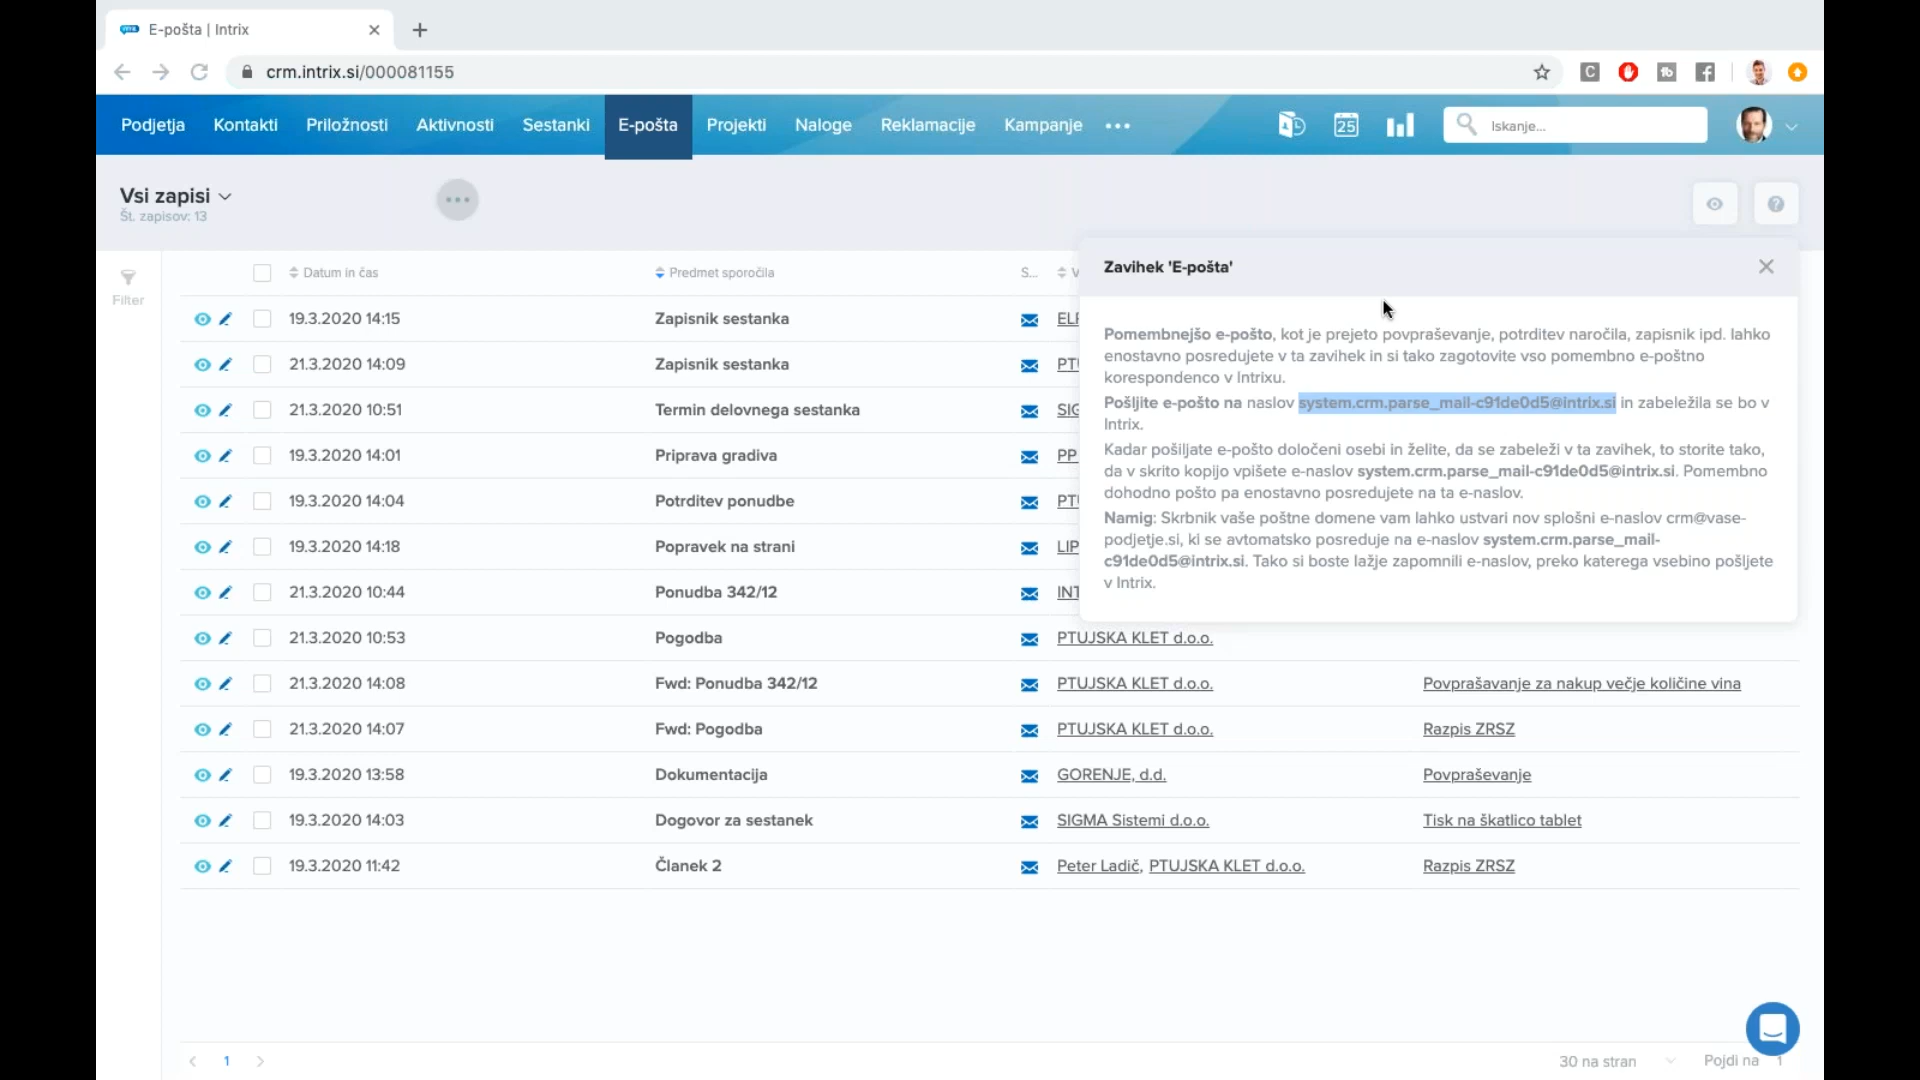 E-pošta | Intrix
crm.intrix.si/000081155
Podjetja Kontakti Priložnosti Aktivnosti Sestanki E-pošta Projekti Naloge Reklamacije Kampanje 25 Iskanje...
Vsi zapisi
Št. zapisov: 13
Zavihek 'E-pošta'
Pomembnejšo e-pošto, kot je prejeto povpraševanje, potrditev naročila, zapisnik ipd. lahko
enostavno posredujete v ta zavihek in si tako zagotovite vso pomembno e-poštno
korespondenco v Intrixu.
Pošljite e-pošto na naslov system.crm.parse_mail-c91de0d5@intrix.si in zabeležila se bo v
Intrix.
Kadar pošiljate e-pošto določeni osebi in želite, da se zabeleži v ta zavihek, to storite tako,
da v skrito kopijo vpišete e-naslov system.crm.parse_mail-c91de0d5@intrix.si. Pomembno
dohodno pošto pa enostavno posredujete na ta e-naslov.
Namig: Skrbnik vaše poštne domene vam lahko ustvari nov splošni e-naslov crm@vase-
podjetje.si, ki se avtomatsko posreduje na e-naslov system.crm.parse_mail-
c91de0d5@intrix.si. Tako si boste lažje zapomnili e-naslov, preko katerega vsebino pošljete
v Intrix.
Filter
Datum in čas Predmet sporočila S... V
19.3.2020 14:15 Zapisnik sestanka
21.3.2020 14:09 Zapisnik sestanka PT
21.3.2020 10:51 Termin delovnega sestanka SIG
19.3.2020 14:01 Priprava gradiva PP
19.3.2020 14:04 Potrditev ponudbe PT
19.3.2020 14:18 Popravek na strani LIP
21.3.2020 10:44 Ponudba 342/12 INT
21.3.2020 10:53 Pogodba PTUJSKA KLET d.o.o.
21.3.2020 14:08 Fwd: Ponudba 342/12 PTUJSKA KLET d.o.o. Povprašavanje za nakup večje količine vina
21.3.2020 14:07 Fwd: Pogodba PTUJSKA KLET d.o.o. Razpis ZRSZ
19.3.2020 13:58 Dokumentacija GORENJE, d.d. Povpraševanje
19.3.2020 14:03 Dogovor za sestanek SIGMA Sistemi d.o.o. Tisk na škatlico tablet
19.3.2020 11:42 Članek 2 Peter Ladič, PTUJSKA KLET d.o.o. Razpis ZRSZ
1 30 na stran Pojdi na 1